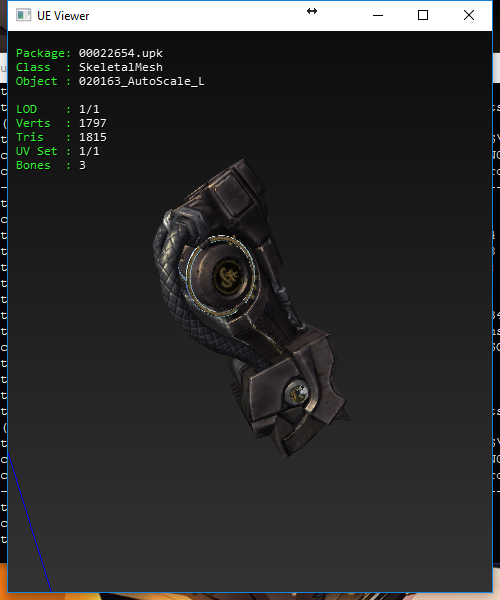 UE Viewer
Package: 00022654.upk
Class : SkeletalMesh
Object : 020163_AutoScale_L
LOD : 1/1
Verts : 1797
Tris : 1815
UV Set : 1/1
Bones : 3